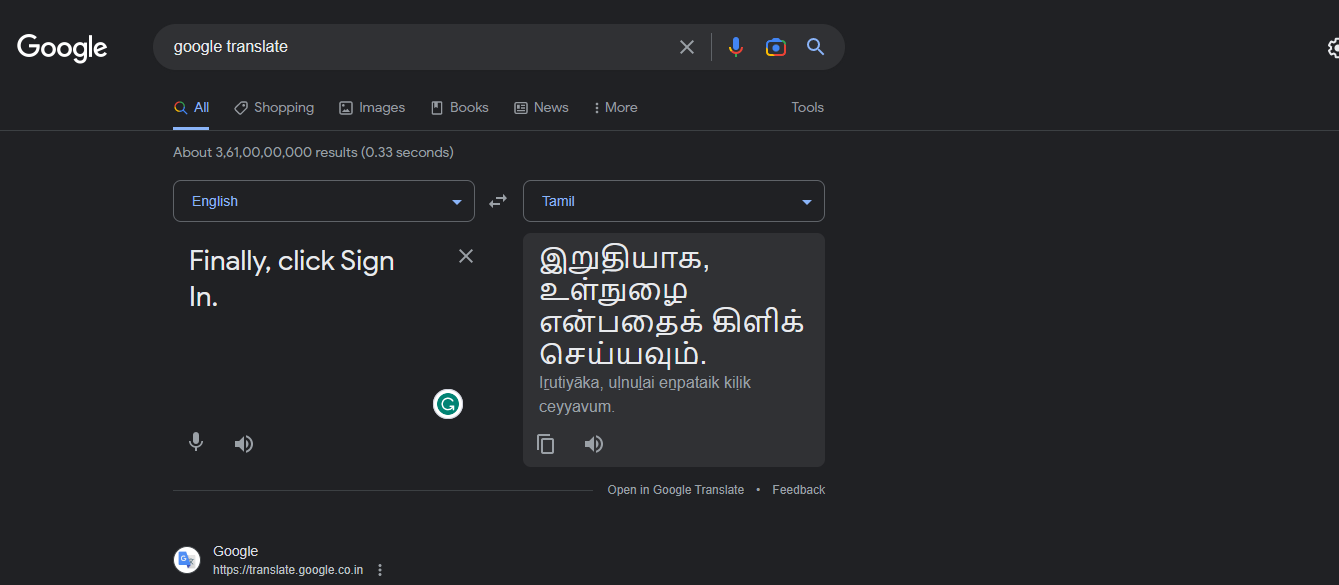 Google
google translate
All Shopping Images Books News More Tools
About 3,61,00,00,000 results (0.33 seconds)
English
Tamil
Finally, click Sign
In.
இறுதியாக,
உள்நுழை
என்பதைக் கிளிக்
செய்யவும்.
Iṟutiyāka, uḷnuḻai eṉpataik kiḷik
ceyyavum.
Open in Google Translate • Feedback
Google
https://translate.google.co.in